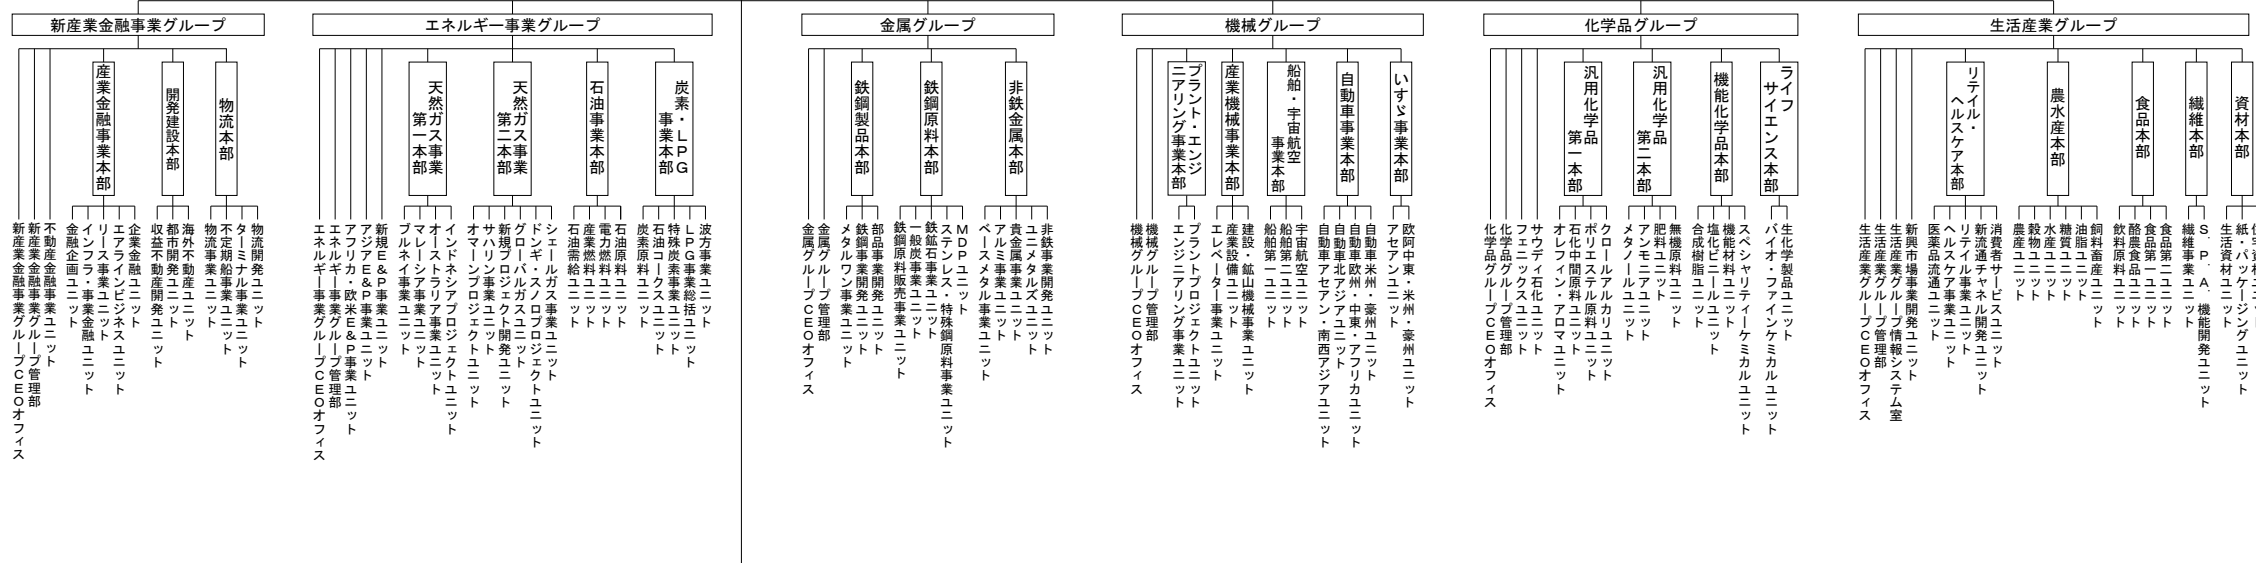 新産業金融事業グループ
産業金融事業本部
開発建設本部
物流本部
新産業金融事業グループCEOオフィス
新産業金融事業グループ管理部
不動産金融事業ユニット
金融企画ユニット
インフラ・事業金融ユニット
リース事業ユニット
エアラインビジネスユニット
企業金融ユニット
収益不動産開発ユニット
都市開発ユニット
海外不動産ユニット
物流事業ユニット
不定期船事業ユニット
ターミナル事業ユニット
物流開発ユニット
エネルギー事業グループ
天然ガス事業
第一本部
天然ガス事業
第二本部
石油事業本部
炭素・LPG
事業本部
エネルギー事業グループCEOオフィス
エネルギー事業グループ管理部
アフリカ・欧米E&P事業ユニット
アジアE&P事業ユニット
新規E&P事業ユニット
ブルネイ事業ユニット
マレーシア事業ユニット
オーストラリア事業ユニット
インドネシアプロジェクトユニット
オマーンプロジェクトユニット
サハリン事業ユニット
新規プロジェクト開発ユニット
グローバルガスユニット
ドンギ・スノロプロジェクトユニット
シェールガス事業ユニット
石油需給ユニット
産業燃料ユニット
電力燃料ユニット
石油原料ユニット
炭素原料ユニット
石油コークスユニット
特殊炭素事業ユニット
LPG事業総括ユニット
波方事業ユニット
金属グループ
鉄鋼製品本部
鉄鋼原料本部
非鉄金属本部
金属グループCEOオフィス
金属グループ管理部
メタルワン事業ユニット
鉄鋼事業開発ユニット
部品事業開発ユニット
鉄鋼原料販売事業ユニット
一般炭事業ユニット
鉄鉱石事業ユニット
ステンレス・特殊鋼原料事業ユニット
MDPユニット
ベースメタル事業ユニット
アルミ事業ユニット
貴金属事業ユニット
ユニメタルズユニット
非鉄事業開発ユニット
機械グループ
プラント・エンジ
ニアリング事業本部
産業機械事業本部
船舶・宇宙航空
事業本部
自動車事業本部
いすゞ事業本部
機械グループCEOオフィス
機械グループ管理部
エンジニアリング事業ユニット
プラントプロジェクトユニット
エレベーター事業ユニット
産業設備ユニット
建設・鉱山機械事業ユニット
船舶第一ユニット
船舶第二ユニット
宇宙航空ユニット
自動車アセアン・南西アジアユニット
自動車北アジアユニット
自動車欧州・中東・アフリカユニット
自動車米州・豪州ユニット
アセアンユニット
欧阿中東・米州・豪州ユニット
化学品グループ
汎用化学品
第一本部
汎用化学品
第二本部
機能化学品本部
ライフ
サイエンス本部
化学品グループCEOオフィス
化学品グループ管理部
フェニックスユニット
サウディ石化ユニット
オレフィン・アロマユニット
石化中間原料ユニット
ポリエステル原料ユニット
クロールアルカリユニット
メタノールユニット
アンモニアユニット
肥料ユニット
無機原料ユニット
合成樹脂ユニット
塩化ビニールユニット
機能材料ユニット
スペシャリティーケミカルユニット
バイオ・ファインケミカルユニット
生化学製品ユニット
生活産業グループ
リテイル・
ヘルスケア本部
農水産本部
食品本部
繊維本部
資材本部
生活産業グループCEOオフィス
生活産業グループ管理部
生活産業グループ情報システム室
新興市場事業開発ユニット
医薬品流通ユニット
ヘルスケア事業ユニット
リテイル事業ユニット
新流通チャネル開発ユニット
消費者サービスユニット
農産ユニット
穀物ユニット
水産ユニット
糖質ユニット
油脂ユニット
飼料畜産ユニット
飲料原料ユニット
酪農食品ユニット
食品第一ユニット
食品第二ユニット
繊維事業ユニット
S.P.A.機能開発ユニット
生活資材ユニット
紙・パッケージングユニット